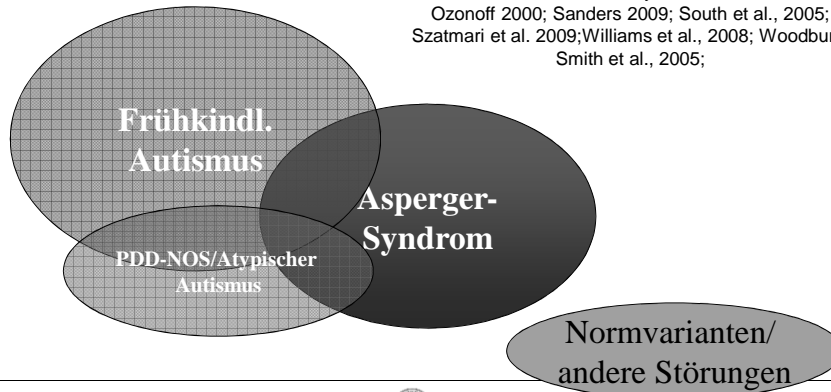 Ozonoff 2000; Sanders 2009; South et al., 2005;
Szatmari et al. 2009;Williams et al., 2008;
Smith et al., 2005;
Frühkindl.
Autismus
Asperger-
Syndrom
PDD-NOS/Atypischer
Autismus
Normvarianten/
andere Störungen